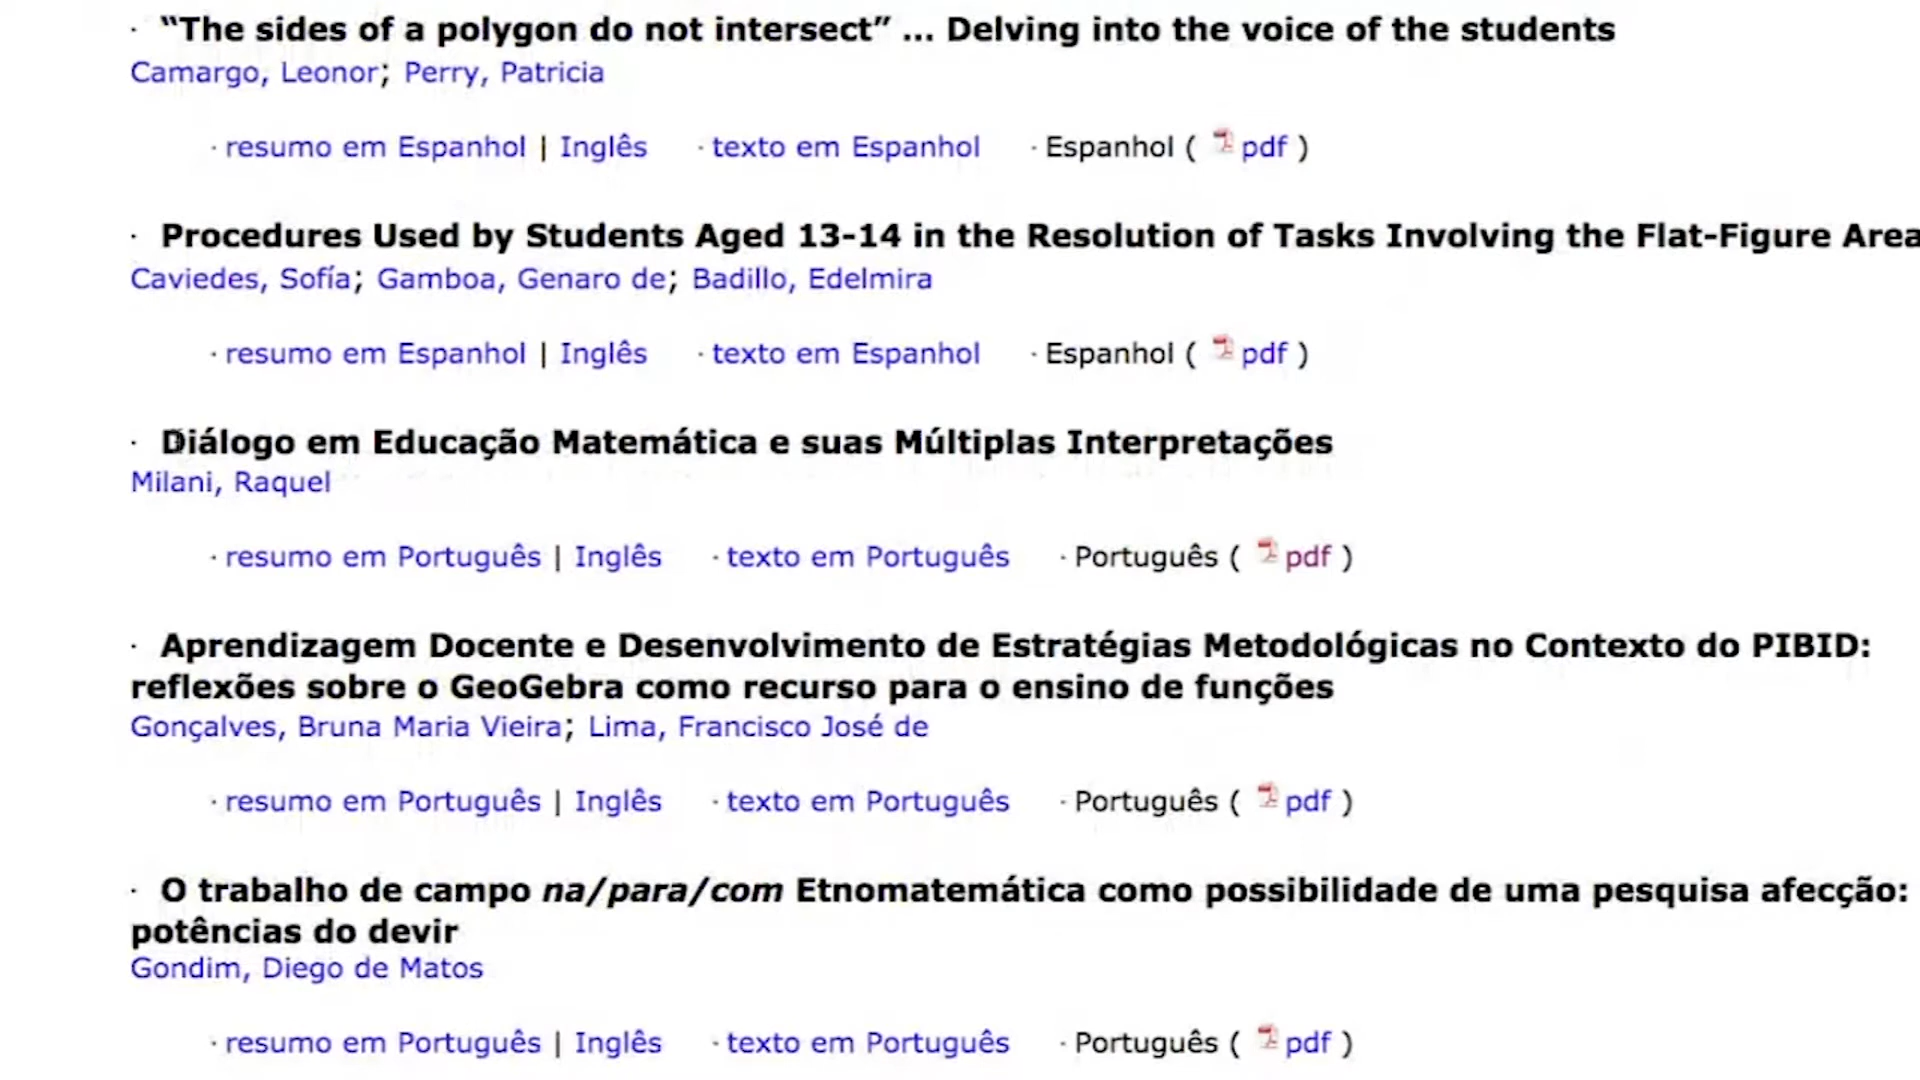 · “The sides of a polygon do not intersect” ... Delving into the voice of the students
Camargo, Leonor; Perry, Patricia
· resumo em Espanhol | Inglês · texto em Espanhol · Espanhol ( pdf )
· Procedures Used by Students Aged 13-14 in the Resolution of Tasks Involving the Flat-Figure Area
Caviedes, Sofía; Gamboa, Genaro de; Badillo, Edelmira
· resumo em Espanhol | Inglês · texto em Espanhol · Espanhol ( pdf )
· Diálogo em Educação Matemática e suas Múltiplas Interpretações
Milani, Raquel
· resumo em Português | Inglês · texto em Português · Português ( pdf )
· Aprendizagem Docente e Desenvolvimento de Estratégias Metodológicas no Contexto do PIBID:
reflexões sobre o GeoGebra como recurso para o ensino de funções
Gonçalves, Bruna Maria Vieira; Lima, Francisco José de
· resumo em Português | Inglês · texto em Português · Português ( pdf )
· O trabalho de campo na/para/com Etnomatemática como possibilidade de uma pesquisa afecção:
potências do devir
Gondim, Diego de Matos
· resumo em Português | Inglês · texto em Português · Português ( pdf )